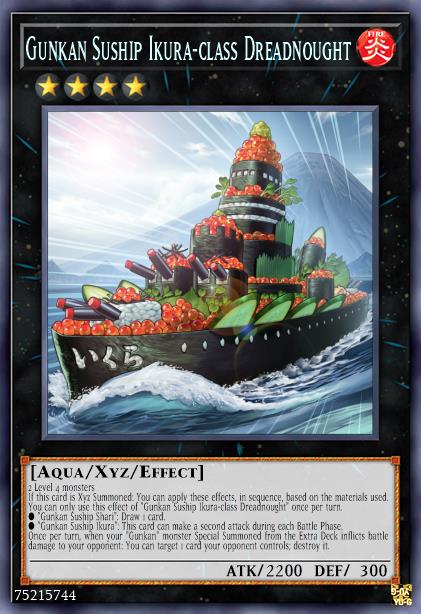 Gunkan Suship Ikura-class Dreadnought
FIRE
炎
いくら
[Aqua/Xyz/Effect]
2 Level 4 monsters
If this card is Xyz Summoned: You can apply these effects, in sequence, based on the materials used.
You can only use this effect of "Gunkan Suship Ikura-class Dreadnought" once per turn.
● "Gunkan Suship Shari": Draw 1 card.
● "Gunkan Suship Ikura": This card can make a second attack during each Battle Phase.
Once per turn, when your "Gunkan" monster Special Summoned from the Extra Deck inflicts battle
damage to your opponent: You can target 1 card your opponent controls; destroy it.
ATK/2200 DEF/ 300
75215744